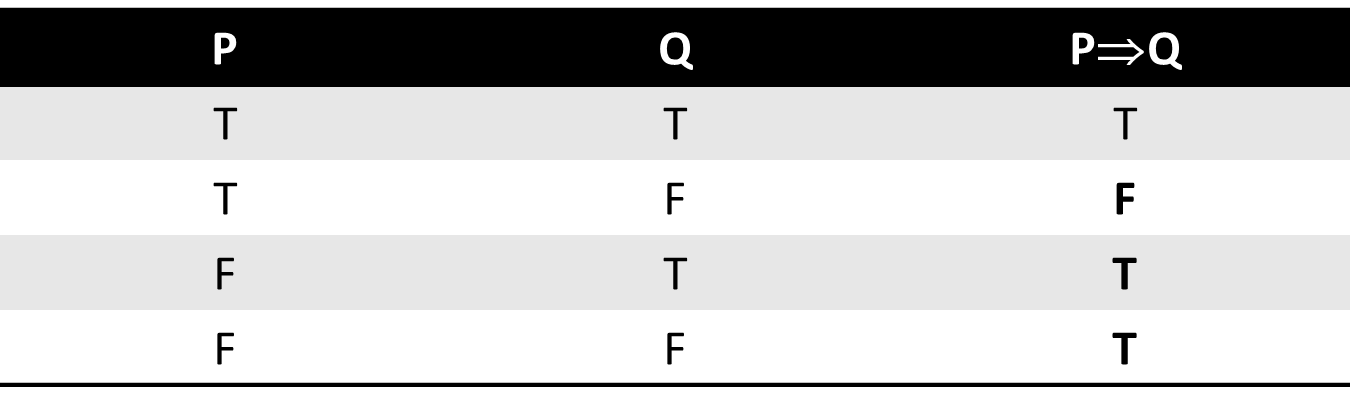 P Q P⇒Q
T T T
T F F
F T T
F F T